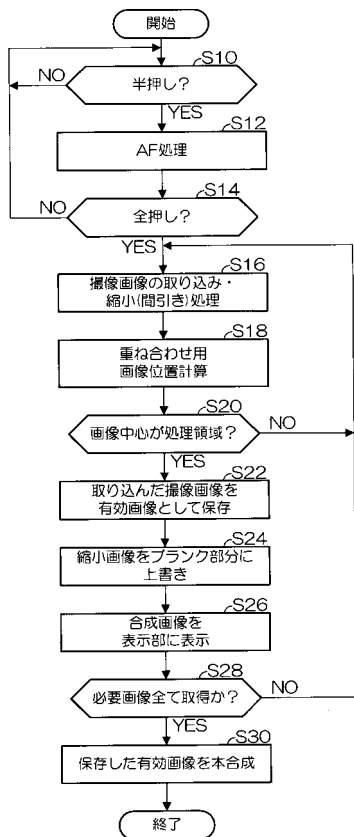 開始
S10
NO
半押し？
YES
S12
AF処理
S14
NO
全押し？
YES
S16
撮像画像の取り込み・
縮小(間引き)処理
S18
重ね合わせ用
画像位置計算
S20
画像中心が処理領域？
NO
YES
S22
取り込んだ撮像画像を
有効画像として保存
S24
縮小画像をブランク部分に
上書き
S26
合成画像を
表示部に表示
S28
必要画像全て取得か？
NO
YES
S30
保存した有効画像を本合成
終了